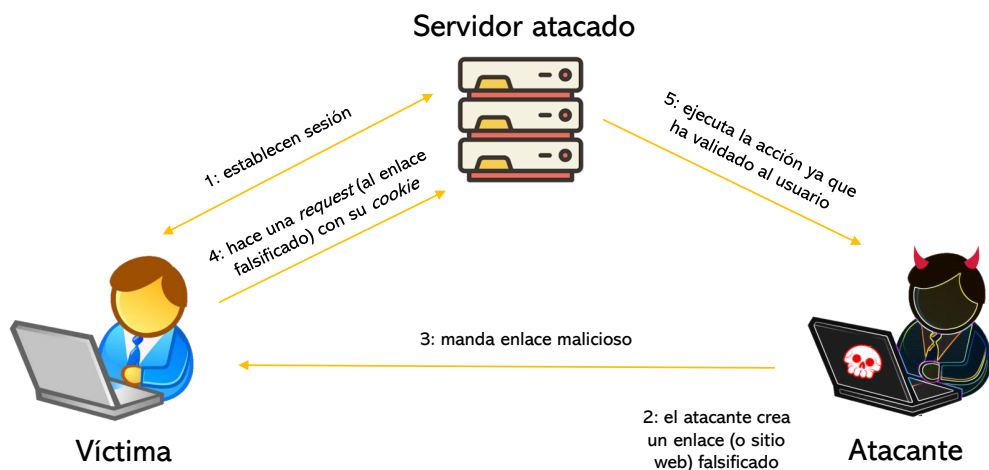 Servidor atacado
1: establecen sesión
4: hace una request (al enlace
falsificado) con su cookie
5: ejecuta la acción ya que
ha validado al usuario
3: manda enlace malicioso
2: el atacante crea
un enlace (o sitio
web) falsificado
Víctima
Atacante